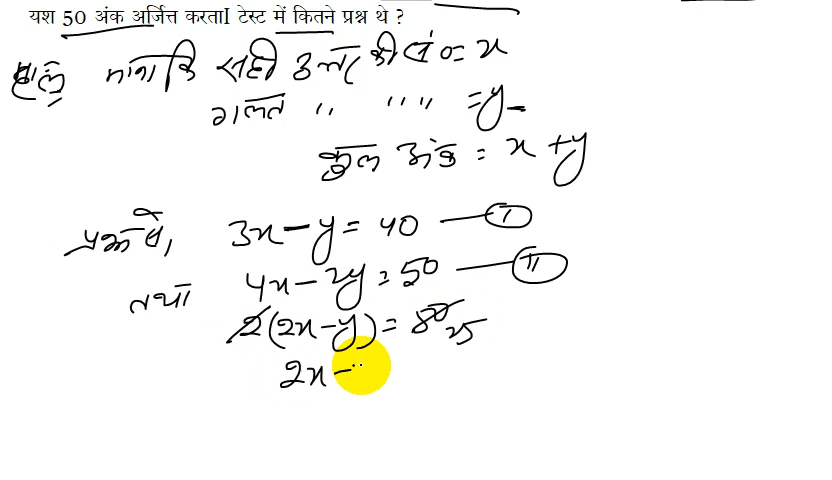 यश 50 अंक अर्जित करता। टेस्ट में कितने प्रश्न थे ?
हल माना कि सही उत्तर की सं० = x
गलत " " " = y
कुल अंक = x + y
प्रश्न से, 3x - y = 40 — I
तथा 4x - 2y = 50 — II
2(2x - y) = 50 25
2x -